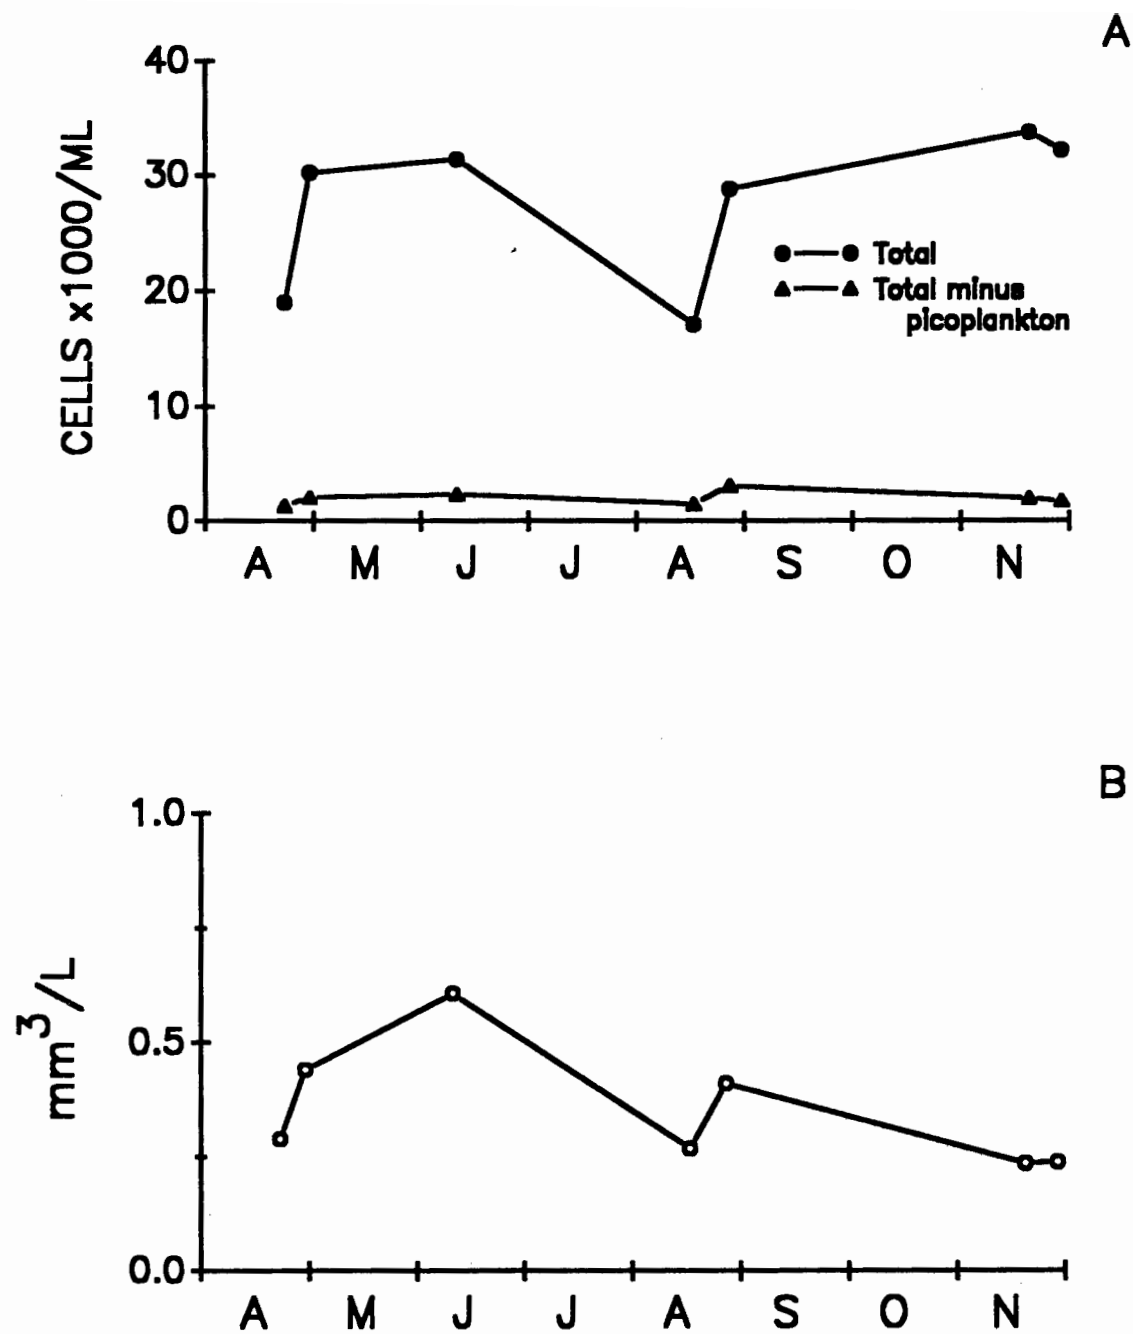 A
40
30
20
10
0
CELLS x1000/ML
Total
Total minus
picoplankton
A M J J A S O N
B
1.0
0.5
0.0
mm³/L
A M J J A S O N